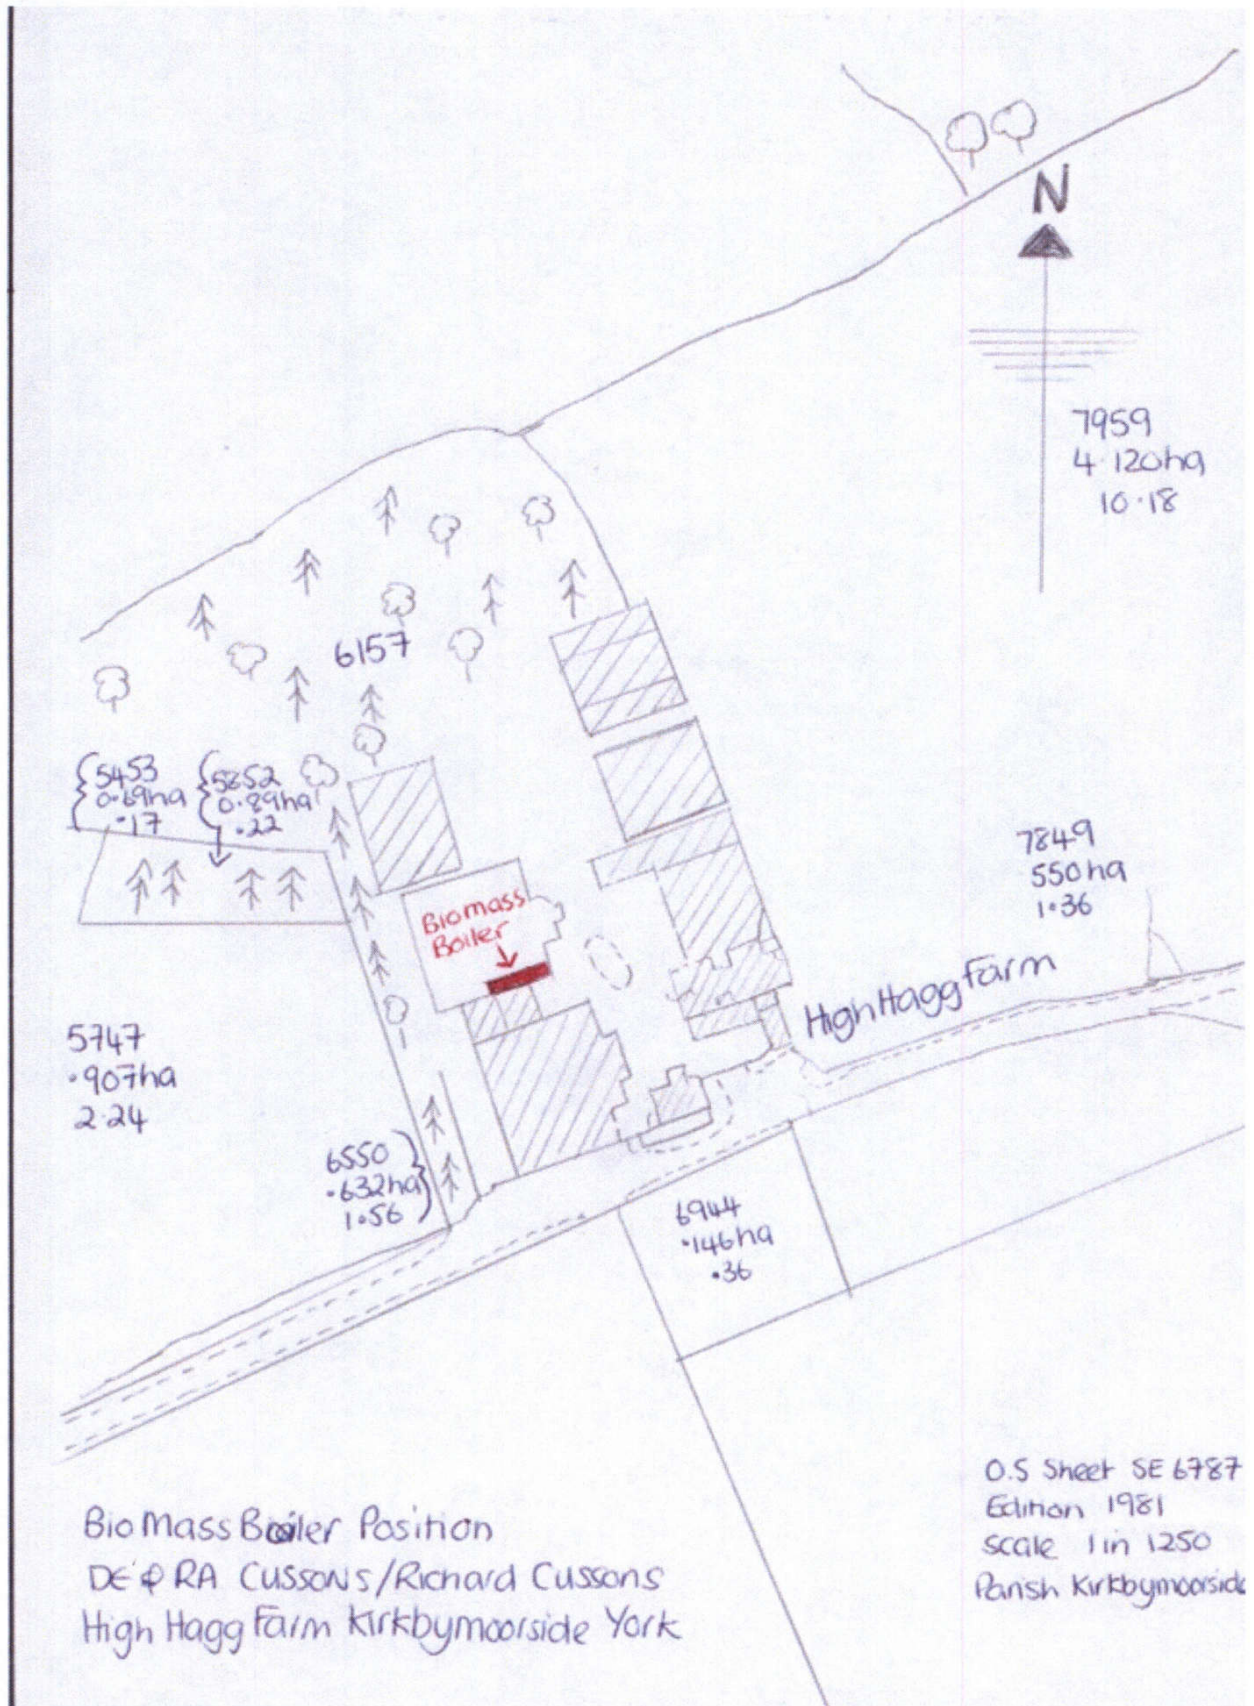 N
7959
4.120ha
10.18
6157
5453
0.69ha
.17
5852
0.89ha
.22
Biomass
Boiler
7849
550ha
1.36
High Hagg Farm
5747
.907ha
2.24
6550
.632ha
1.56
6944
.146ha
.36
O.S Sheet SE 6787
Edition 1981
scale 1 in 1250
Parish Kirkbymoorside
Bio Mass Boiler Position
DE & RA CUSSONS/Richard Cussons
High Hagg Farm Kirkbymoorside York